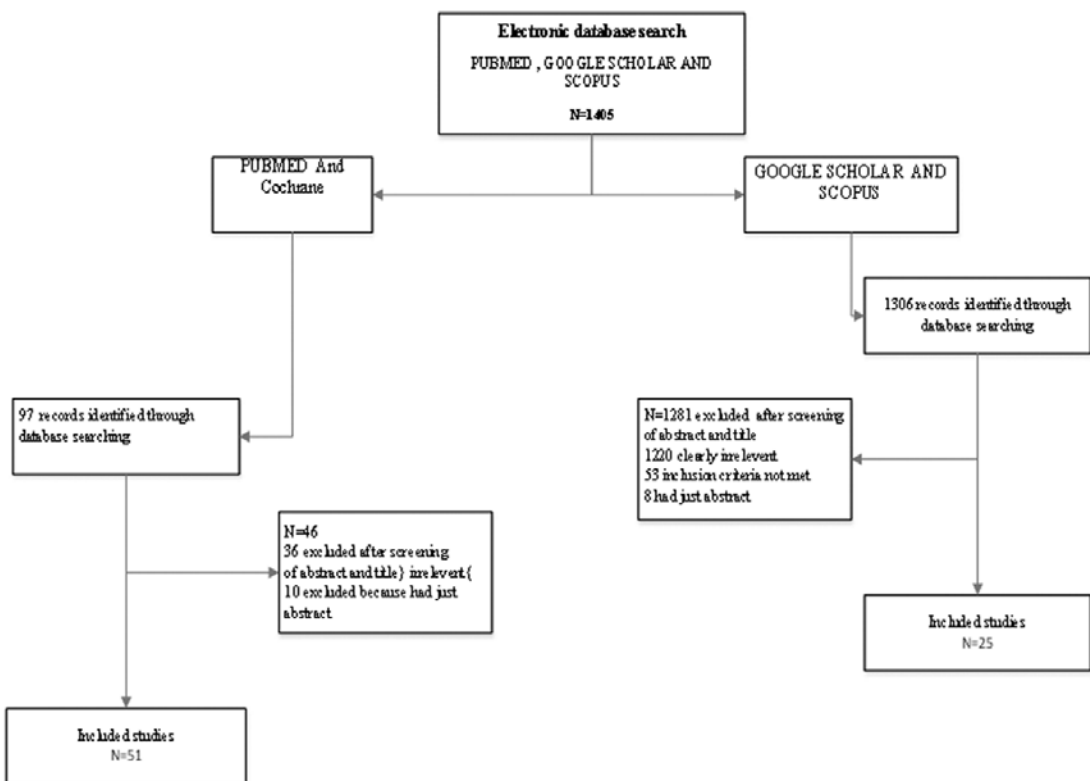 Electronic database search
PUBMED , GOOGLE SCHOLAR AND
SCOPUS
N=1405
PUBMED And
Cochrane
GOOGLE SCHOLAR AND
SCOPUS
1306 records identified through
database searching
97 records identified through
database searching
N=1281 excluded after screening
of abstract and title
1220 clearly irrelevent
53 inclusion criteria not met
8 had just abstract
N=46
36 excluded after screening
of abstract and title} irrelevent{
10 excluded because had just
abstract
Included studies
N=25
Included studies
N=51